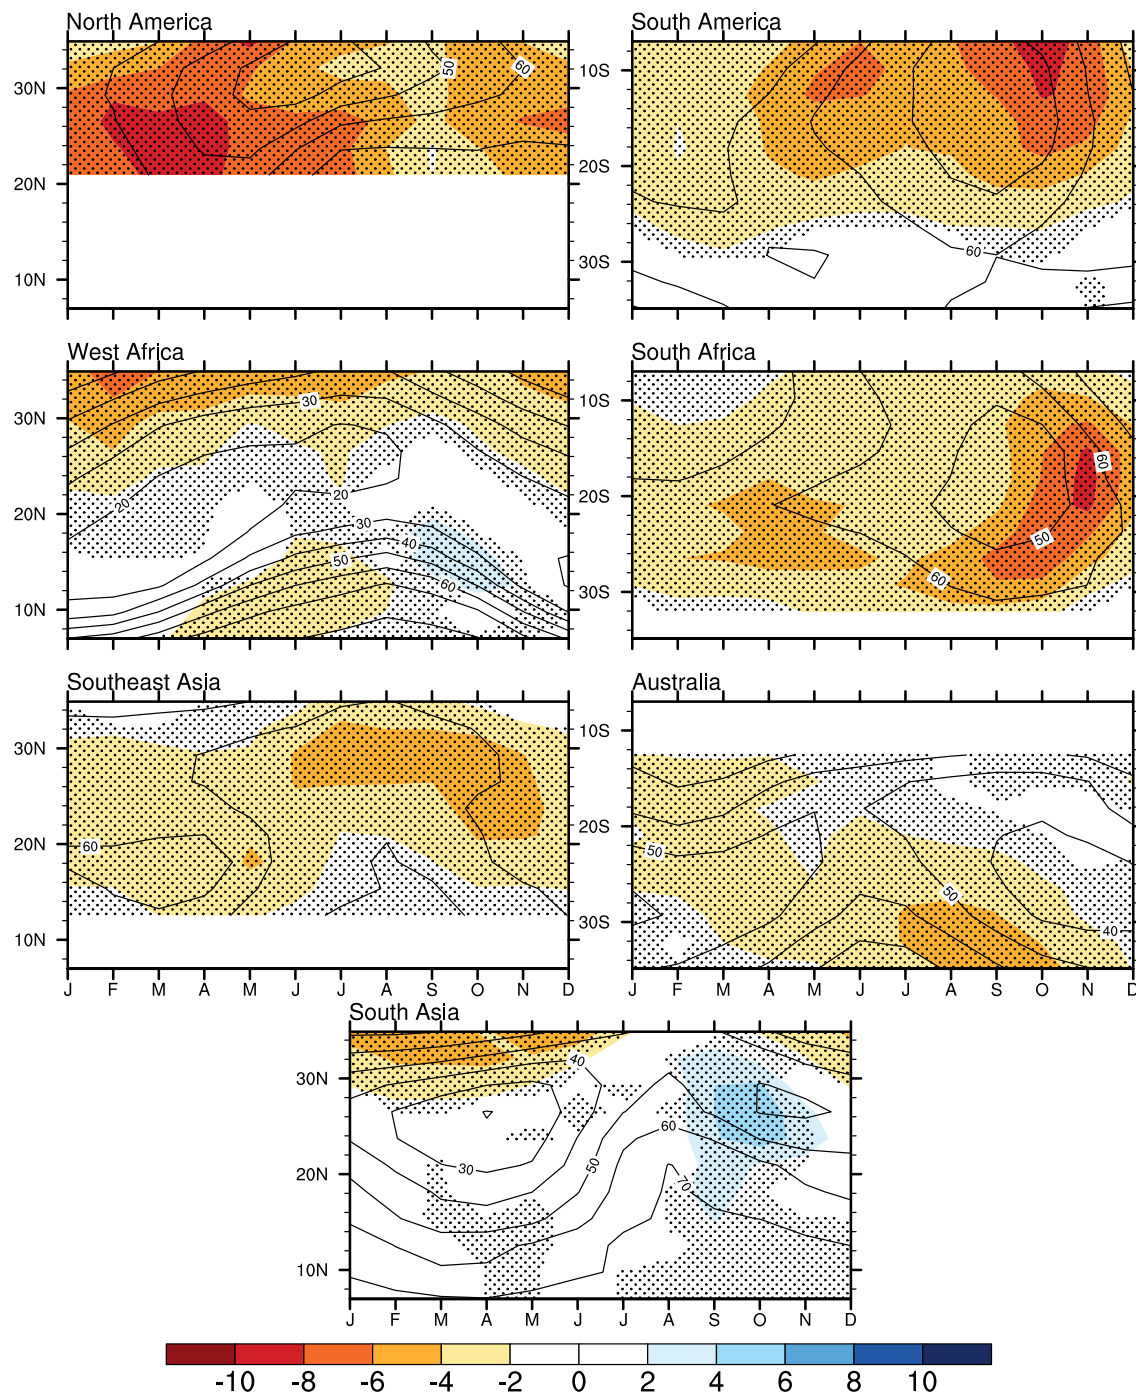 North America
South America
30N
20N
10N
50
60
10S
20S
30S
60
West Africa
South Africa
30N
20N
10N
30
20
20
30
40
50
60
10S
20S
30S
60
50
60
Southeast Asia
Australia
30N
20N
10N
60
10S
20S
30S
50
50
40
J F M A M J J A S O N D
J F M A M J J A S O N D
South Asia
30N
20N
10N
40
30
50
60
70
J F M A M J J A S O N D
-10 -8 -6 -4 -2 0 2 4 6 8 10